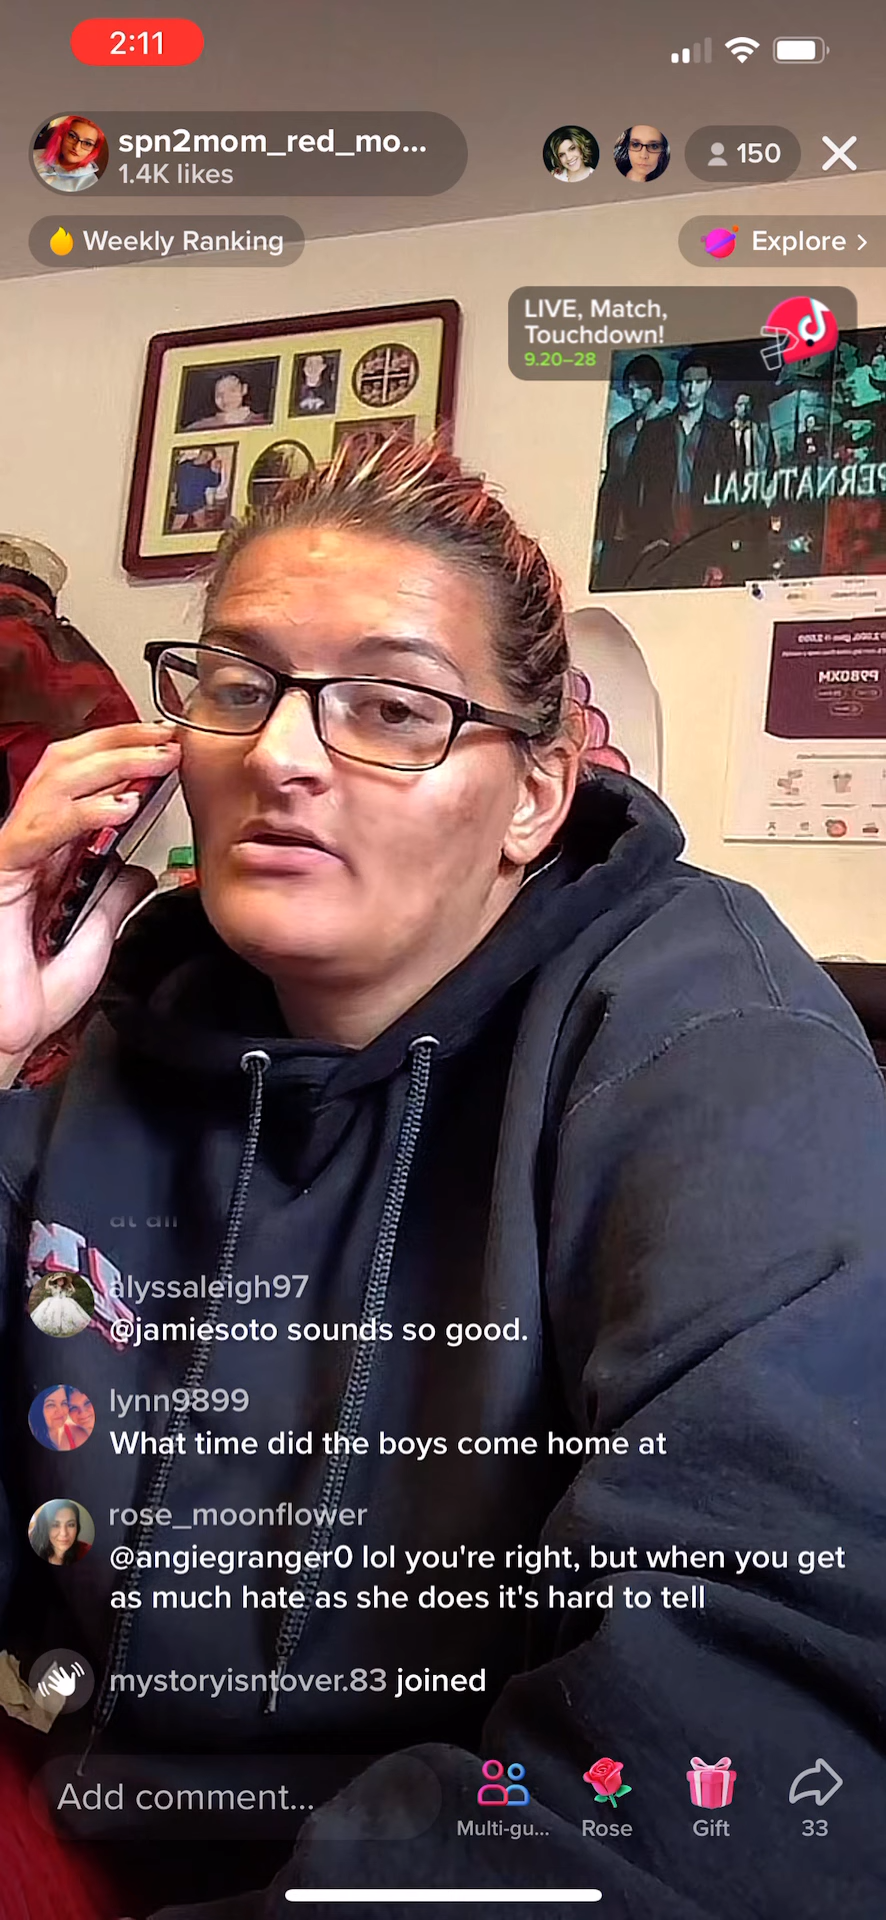 2:11
spn2mom_red_mo...
1.4K likes
150
Weekly Ranking
Explore >
LIVE, Match,
Touchdown!
9.20–28
PERNATURAL
at all
alyssaleigh97
@jamiesoto sounds so good.
lynn9899
What time did the boys come home at
rose_moonflower
@angiegranger0 lol you're right, but when you get
as much hate as she does it's hard to tell
mystoryisntover.83 joined
Add comment...
Multi-gu...
Rose
Gift
33